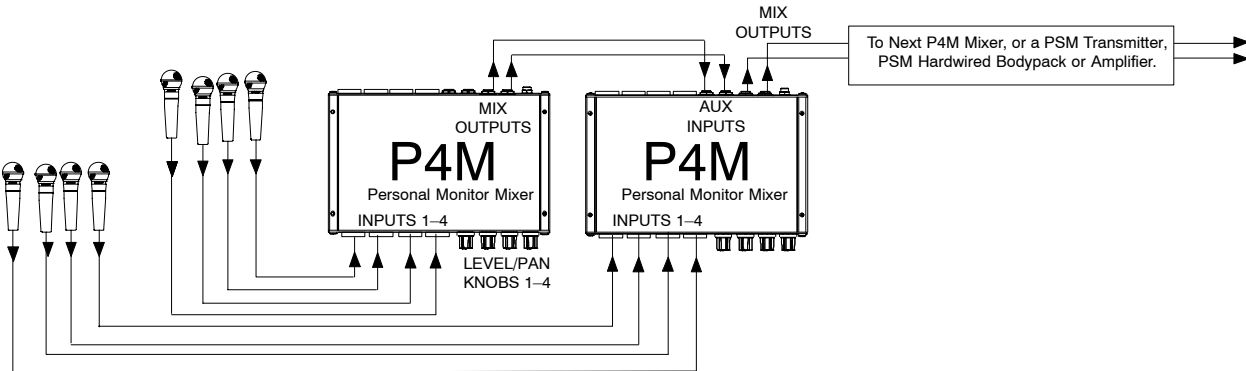 MIX
OUTPUTS
To Next P4M Mixer, or a PSM Transmitter,
PSM Hardwired Bodypack or Amplifier.
MIX
OUTPUTS
P4M
Personal Monitor Mixer
INPUTS 1–4
LEVEL/PAN
KNOBS 1–4
AUX
INPUTS
P4M
Personal Monitor Mixer
INPUTS 1–4